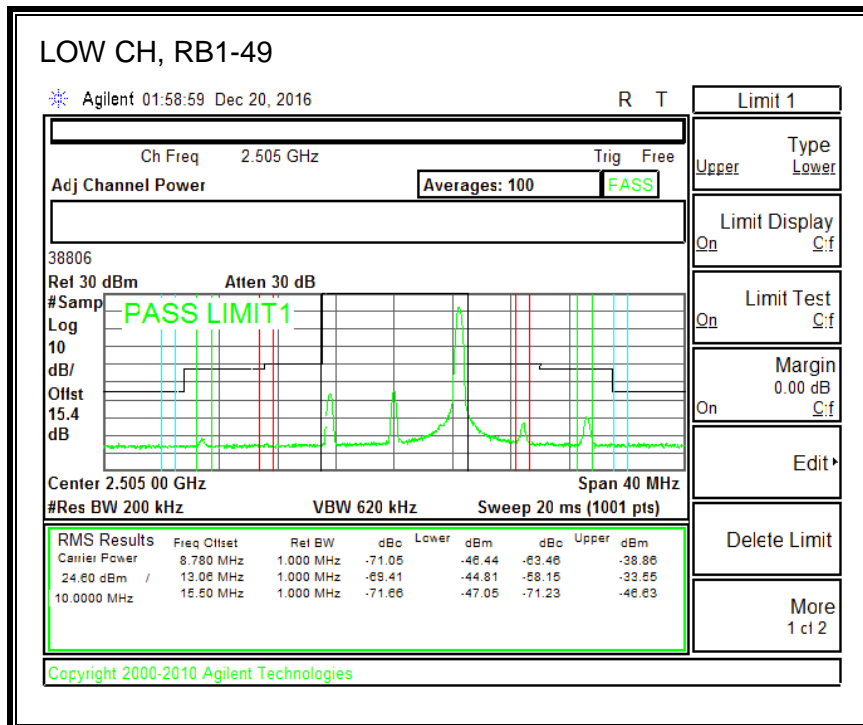 LOW CH, RB1-49
Agilent 01:58:59 Dec 20, 2016 R T
Limit 1
Ch Freq 2.505 GHz Trig Free
Type
Upper Lower
Adj Channel Power Averages: 100 PASS
Limit Display
On Off
38806
Ref 30 dBm Atten 30 dB
#Samp
PASS LIMIT1
Log
10
dB/
Offst
15.4
dB
Limit Test
On Off
Margin
0.00 dB
On Off
Edit
Center 2.505 00 GHz Span 40 MHz
#Res BW 200 kHz VBW 620 kHz Sweep 20 ms (1001 pts)
RMS Results Freq Offset Ref BW dBc Lower dBm dBc Upper dBm
Carrier Power 8.780 MHz 1.000 MHz -71.05 -46.44 -63.46 -38.86
24.60 dBm / 13.06 MHz 1.000 MHz -69.41 -44.81 -58.15 -33.55
10.0000 MHz 15.50 MHz 1.000 MHz -71.66 -47.05 -71.23 -46.63
Delete Limit
More
1 of 2
Copyright 2000-2010 Agilent Technologies